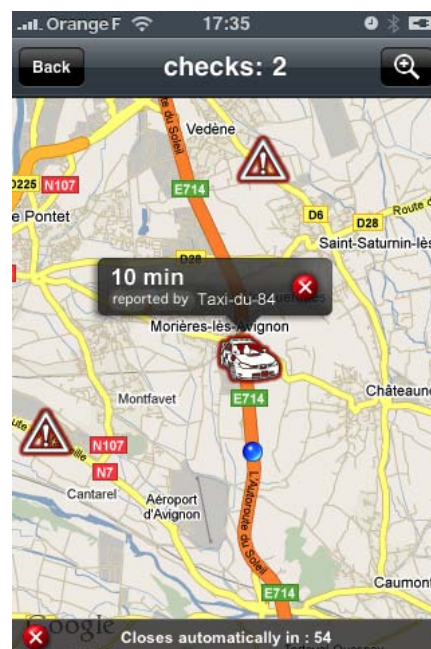 Orange F 17:35
Back checks: 2
Vedène
E714
D225 N107
D6
D28
Route d
e Pontet
Saint-Saturnin-lès
D28
10 min
reported by Taxi-du-84
Morières-lès-Avignon
Châteaune
E714
Montfavet
N107
N7
Cantarel
Aéroport
d'Avignon
L'Autoroute du Soleil
E714
Caumont
Google
Closes automatically in : 54